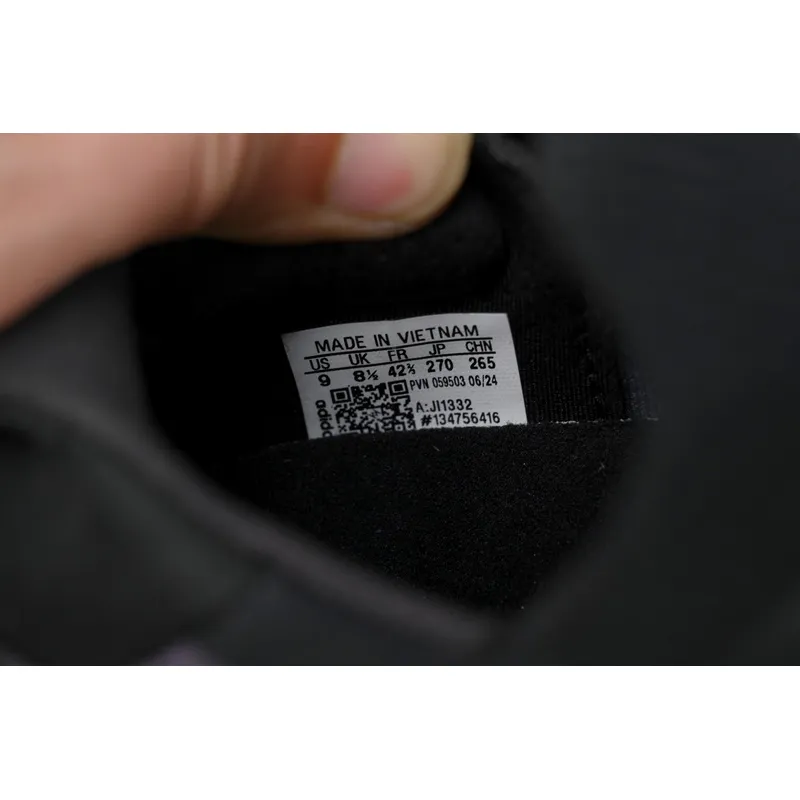 MADE IN VIETNAM
US UK FR JP CHN
9 8½ 42⅔ 270 265
PVN 059503 06/24
A:JI1332
#134756416